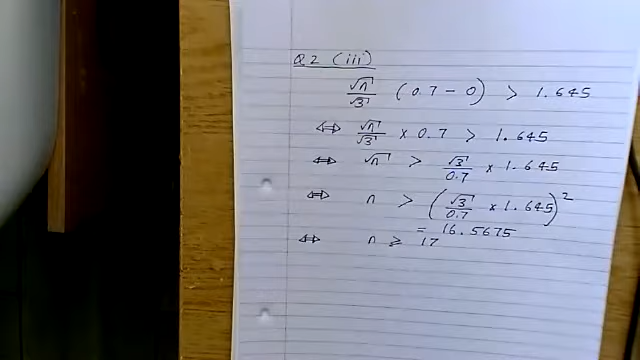 Q2 (iii)
√n/√3 (0.7 - 0) > 1.645
⇔ √n/√3 × 0.7 > 1.645
⇔ √n > √3/0.7 × 1.645
⇔ n > (√3/0.7 × 1.645)²
= 16.5675
⇔ n ≥ 17